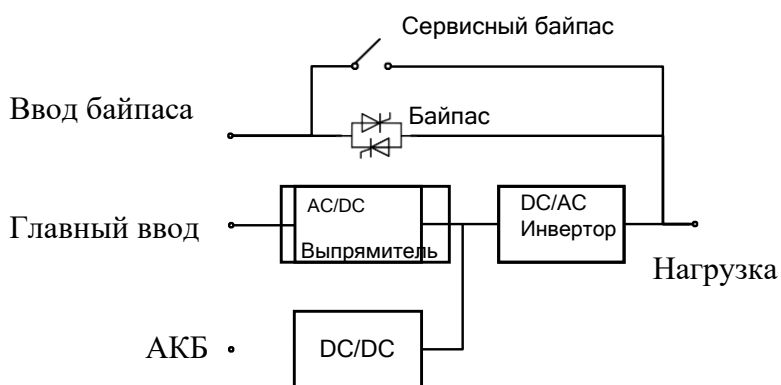 Сервисный байпас
Ввод байпаса
Байпас
Главный ввод
AC/DC
Выпрямитель
DC/AC
Инвертор
Нагрузка
АКБ
DC/DC